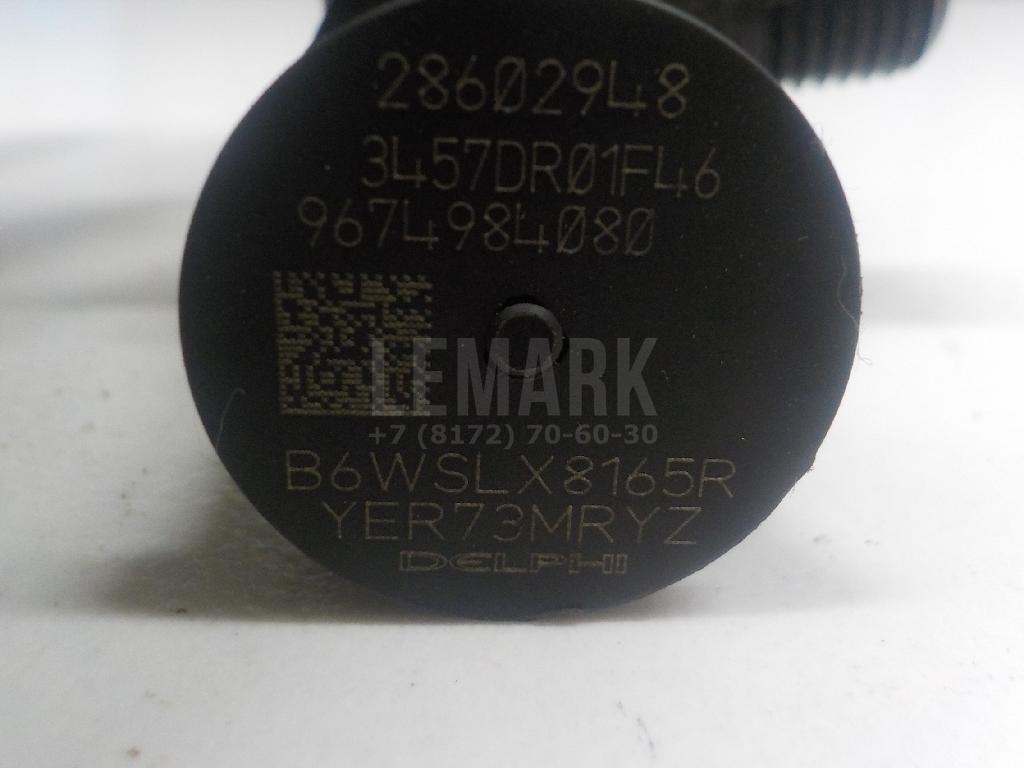 28602948
3457DR01F46
9674984080
LEMARK
+7 (8172) 70-60-30
B6WSLX8165R
YER73MRYZ
DELPHI